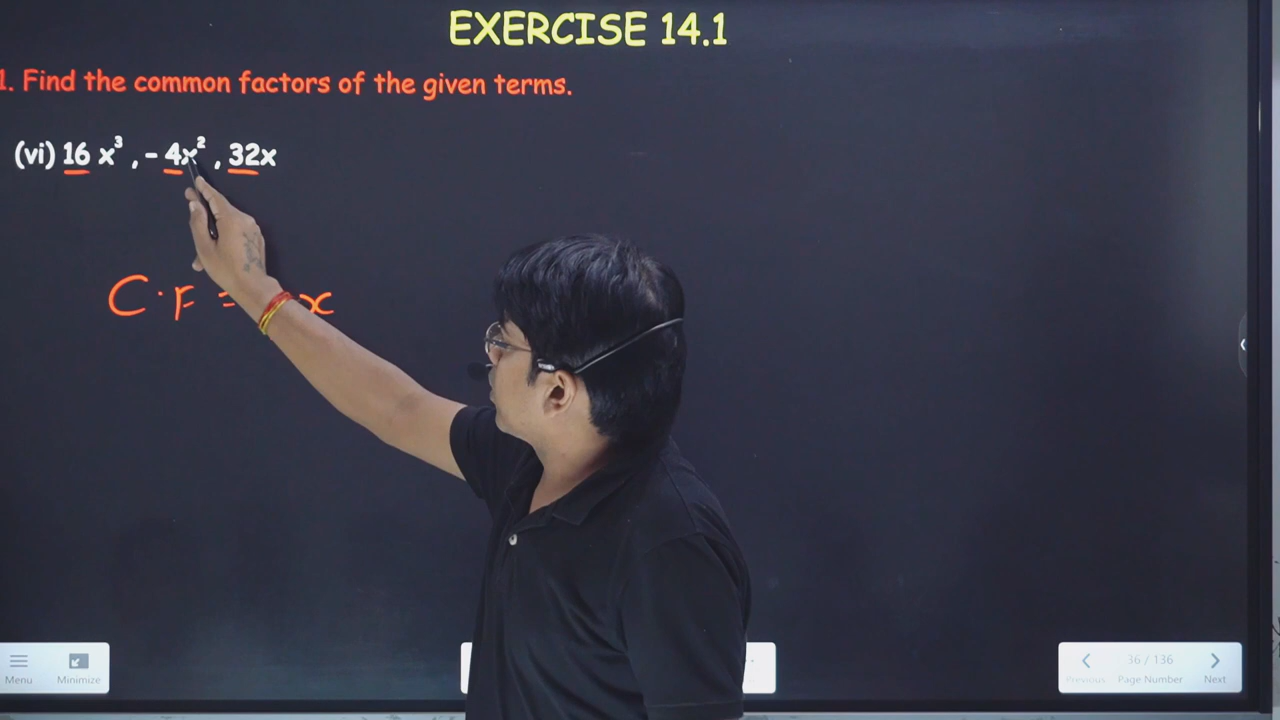 EXERCISE 14.1
1. Find the common factors of the given terms.
(vi) 16 x³ , - 4x² , 32x
C.F = x
Menu
Minimize
36 / 136
Previous
Page Number
Next